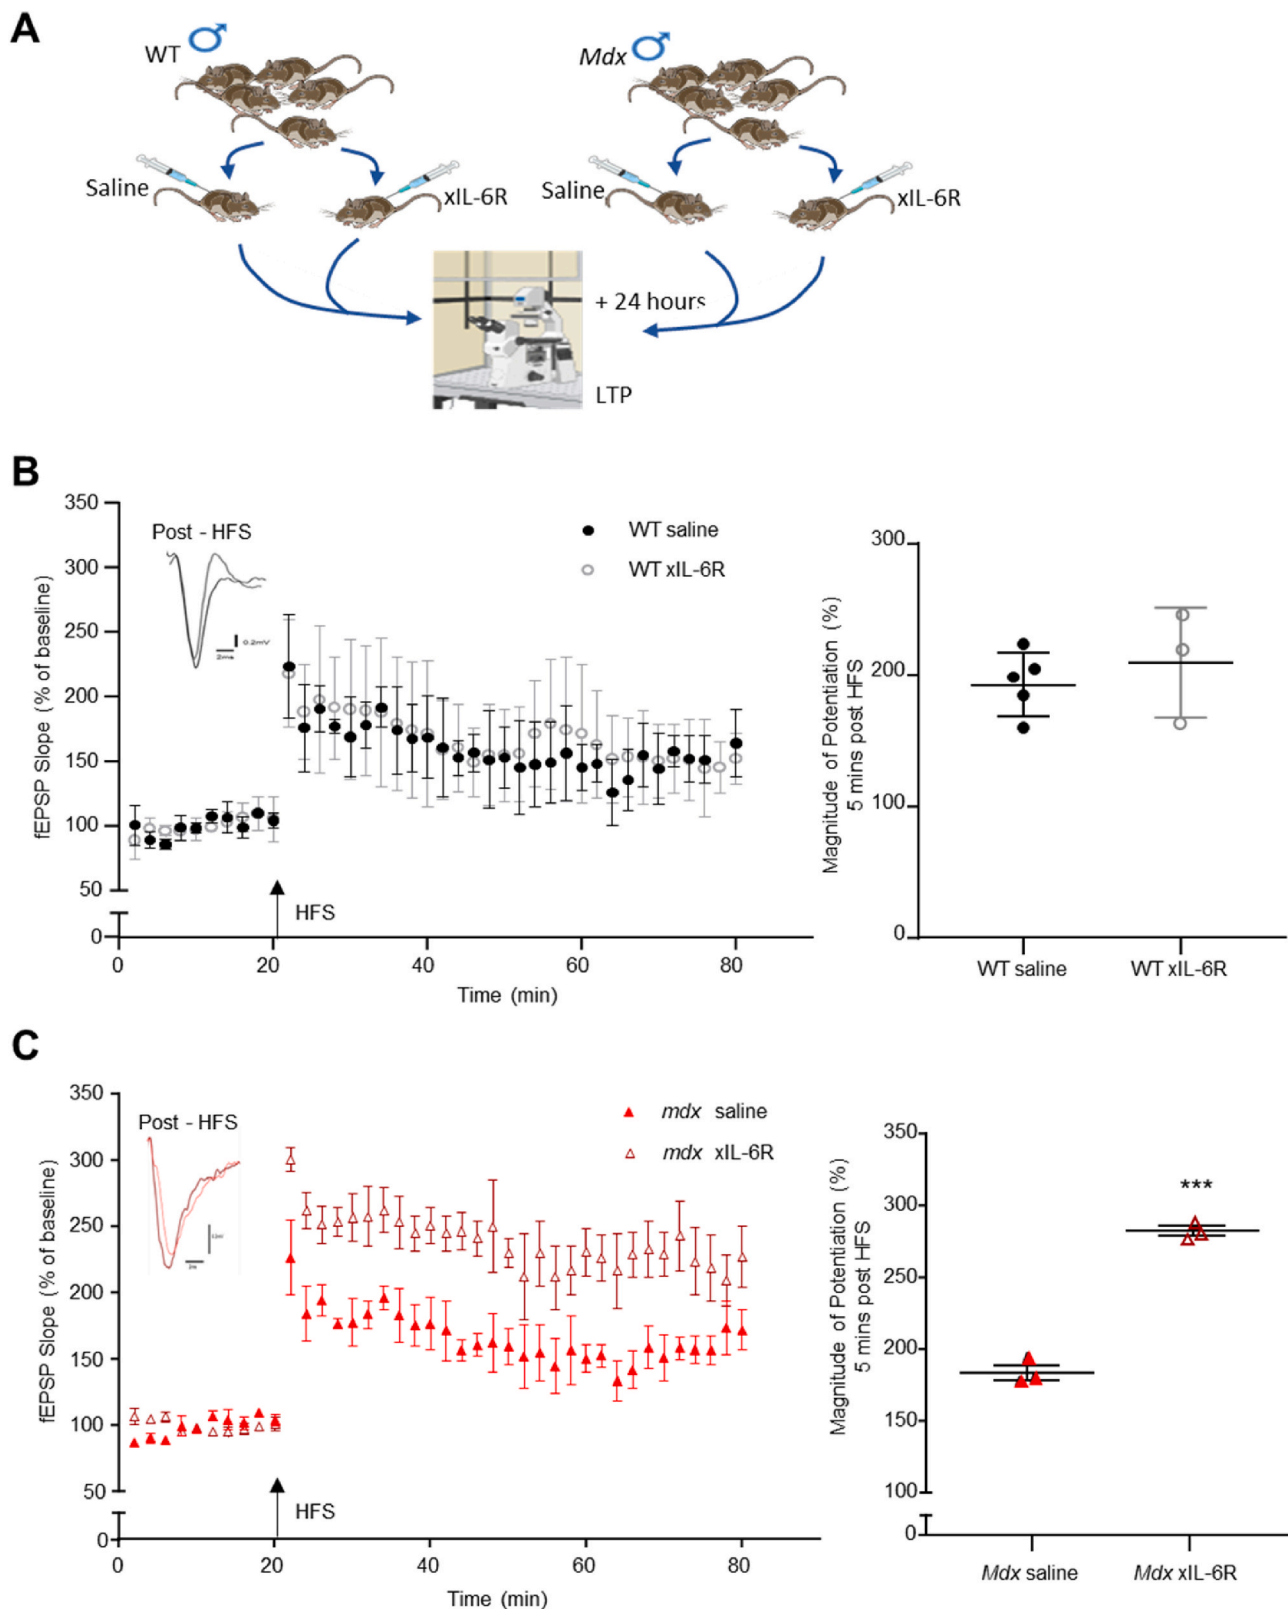 A
WT ♂
Mdx ♂
Saline
xIL-6R
Saline
xIL-6R
+ 24 hours
LTP
B
350
300
250
200
150
100
50
0
fEPSP Slope (% of baseline)
Post - HFS
0.2mV
2ms
WT saline
WT xIL-6R
HFS
0
20
40
60
80
Time (min)
300
200
100
0
Magnitude of Potentiation (%)
5 mins post HFS
WT saline
WT xIL-6R
C
350
300
250
200
150
100
50
0
fEPSP Slope (% of baseline)
Post - HFS
mdx saline
mdx xIL-6R
HFS
0
20
40
60
80
Time (min)
350
300
250
200
150
100
0
Magnitude of Potentiation (%)
5 mins post HFS
***
Mdx saline
Mdx xIL-6R